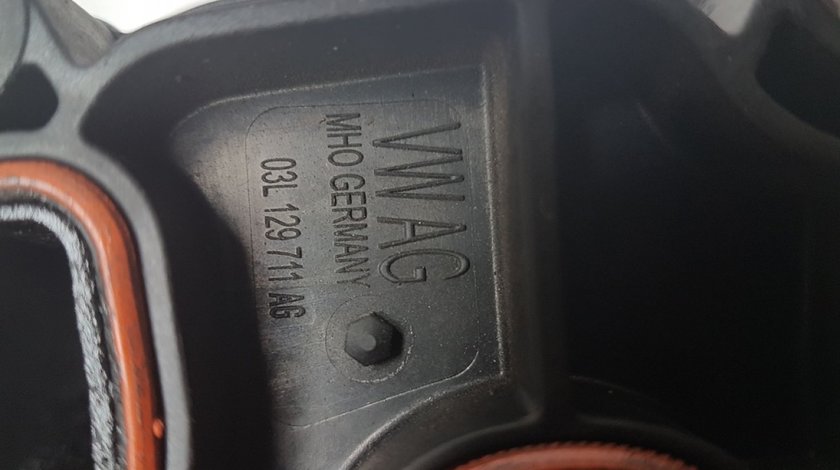 VW AG
MHO GERMANY
03L 129 711 AG